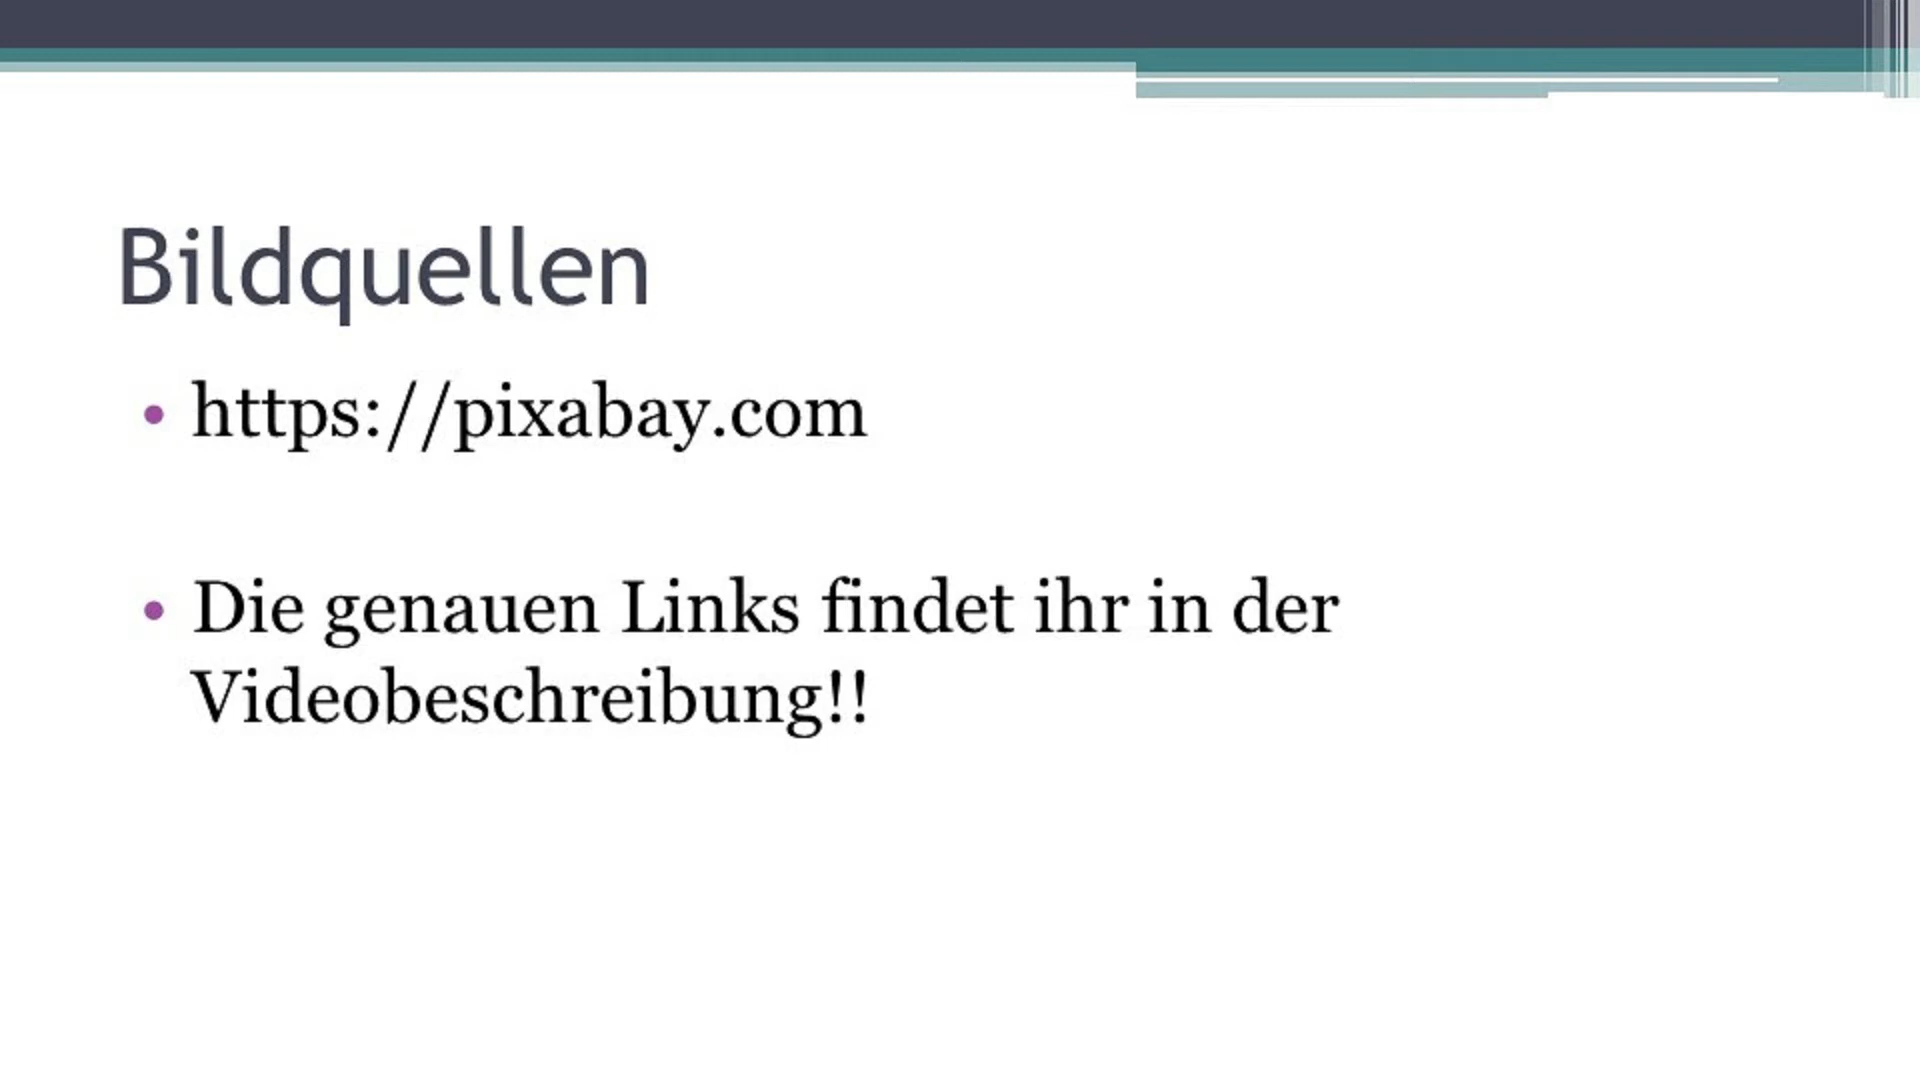 Bildquellen
• https://pixabay.com
• Die genauen Links findet ihr in der
Videobeschreibung!!